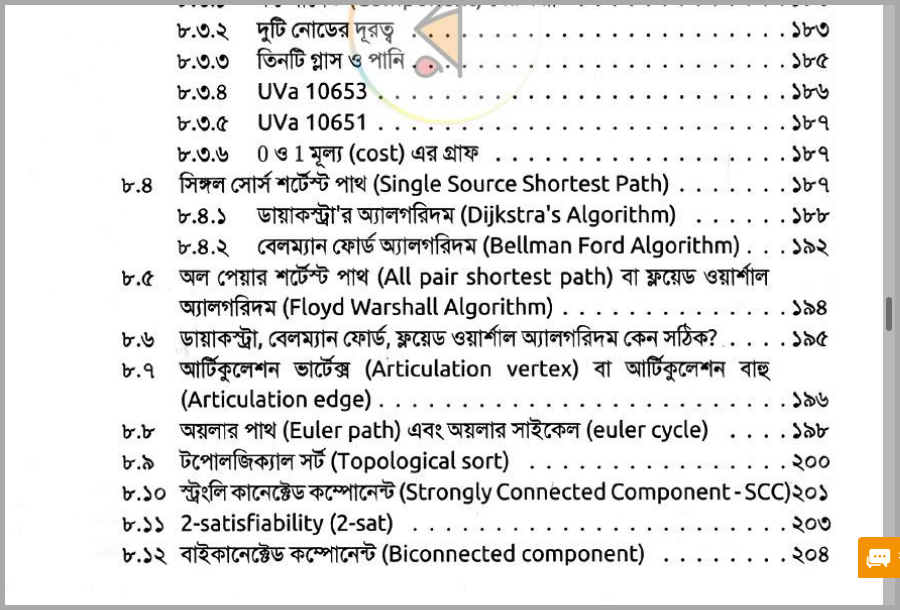 ৮.৩.২ দুটি নোডের দূরত্ব . . . . . . . . . . . . . . . . . . . . . . . . . ১৮৩
৮.৩.৩ তিনটি গ্লাস ও পানি . . . . . . . . . . . . . . . . . . . . . . . . . ১৮৫
৮.৩.৪ UVa 10653 . . . . . . . . . . . . . . . . . . . . . . . . . . . ১৮৬
৮.৩.৫ UVa 10651 . . . . . . . . . . . . . . . . . . . . . . . . . . . ১৮৭
৮.৩.৬ 0 ও 1 মূল্য (cost) এর গ্রাফ . . . . . . . . . . . . . . . . . . . ১৮৭
৮.৪ সিঙ্গল সোর্স শর্টেস্ট পাথ (Single Source Shortest Path) . . . . . . . ১৮৭
৮.৪.১ ডায়াকস্ট্রা'র অ্যালগরিদম (Dijkstra's Algorithm) . . . . . . ১৮৮
৮.৪.২ বেলম্যান ফোর্ড অ্যালগরিদম (Bellman Ford Algorithm) . . . ১৯২
৮.৫ অল পেয়ার শর্টেস্ট পাথ (All pair shortest path) বা ফ্লয়েড ওয়ার্শাল
অ্যালগরিদম (Floyd Warshall Algorithm) . . . . . . . . . . . . . . . ১৯৪
৮.৬ ডায়াকস্ট্রা, বেলম্যান ফোর্ড, ফ্লয়েড ওয়ার্শাল অ্যালগরিদম কেন সঠিক? . . . . ১৯৫
৮.৭ আর্টিকুলেশন ভার্টেক্স (Articulation vertex) বা আর্টিকুলেশন বাহু
(Articulation edge) . . . . . . . . . . . . . . . . . . . . . . . . . . . ১৯৬
৮.৮ অয়লার পাথ (Euler path) এবং অয়লার সাইকেল (euler cycle) . . . . ১৯৮
৮.৯ টপোলজিক্যাল সর্ট (Topological sort) . . . . . . . . . . . . . . . . . ২০০
৮.১০ স্ট্রংলি কানেক্টেড কম্পোনেন্ট (Strongly Connected Component - SCC)২০১
৮.১১ 2-satisfiability (2-sat) . . . . . . . . . . . . . . . . . . . . . . . . . ২০৩
৮.১২ বাইকানেক্টেড কম্পোনেন্ট (Biconnected component) . . . . . . . . ২০৪